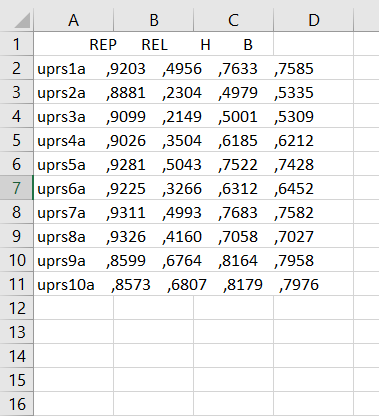 A B C D
1 REP REL H B
2 uprs1a ,9203 ,4956 ,7633 ,7585
3 uprs2a ,8881 ,2304 ,4979 ,5335
4 uprs3a ,9099 ,2149 ,5001 ,5309
5 uprs4a ,9026 ,3504 ,6185 ,6212
6 uprs5a ,9281 ,5043 ,7522 ,7428
7 uprs6a ,9225 ,3266 ,6312 ,6452
8 uprs7a ,9311 ,4993 ,7683 ,7582
9 uprs8a ,9326 ,4160 ,7058 ,7027
10 uprs9a ,8599 ,6764 ,8164 ,7958
11 uprs10a ,8573 ,6807 ,8179 ,7976
12
13
14
15
16